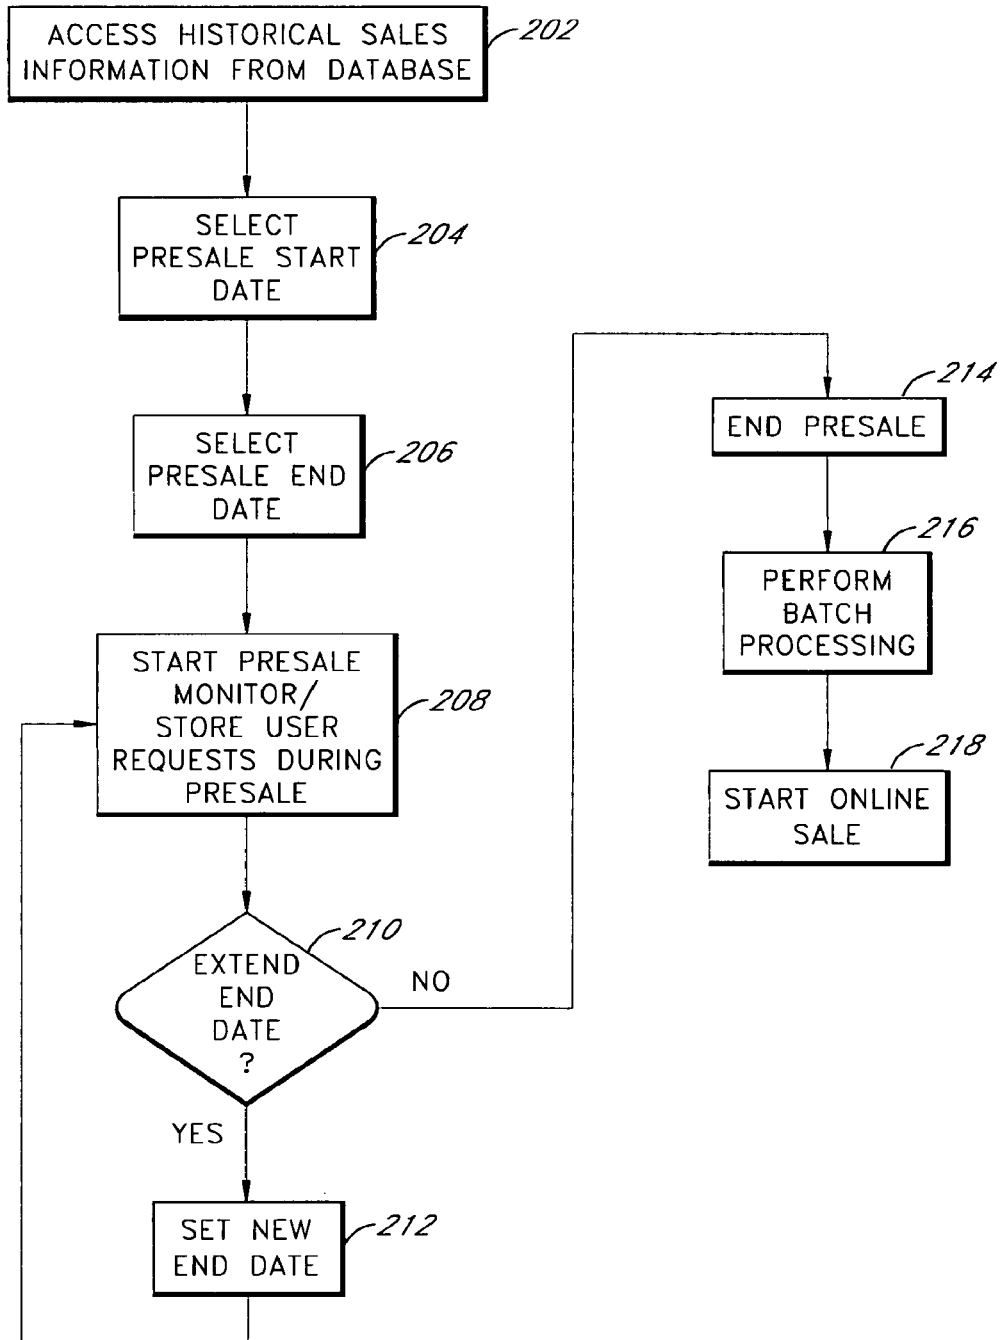 ACCESS HISTORICAL SALES
INFORMATION FROM DATABASE
202
SELECT
PRESALE START
DATE
204
SELECT
PRESALE END
DATE
206
START PRESALE
MONITOR/
STORE USER
REQUESTS DURING
PRESALE
208
EXTEND
END
DATE
?
210
NO
YES
SET NEW
END DATE
212
END PRESALE
214
PERFORM
BATCH
PROCESSING
216
START ONLINE
SALE
218